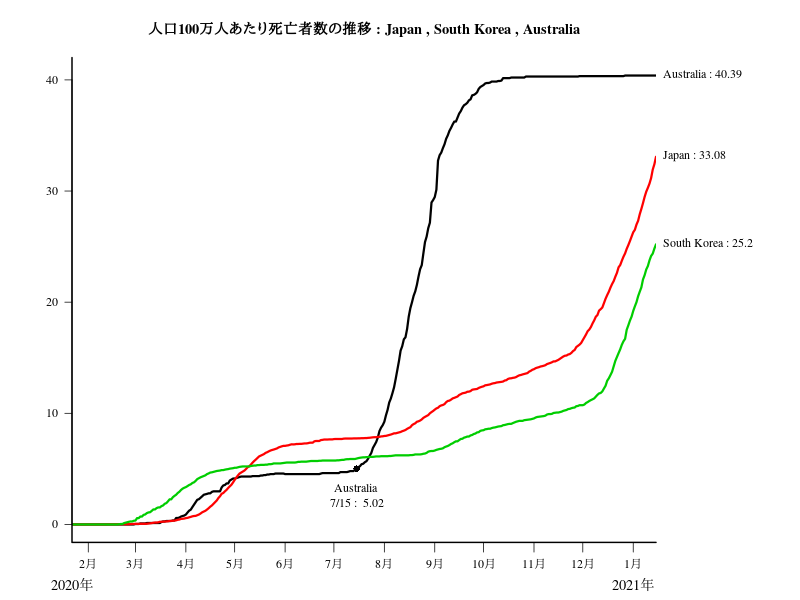 人口100万人あたり死亡者数の推移 : Japan , South Korea , Australia
40
30
20
10
0
Australia : 40.39
Japan : 33.08
South Korea : 25.2
Australia
7/15 : 5.02
2月 3月 4月 5月 6月 7月 8月 9月 10月 11月 12月 1月
2020年 2021年